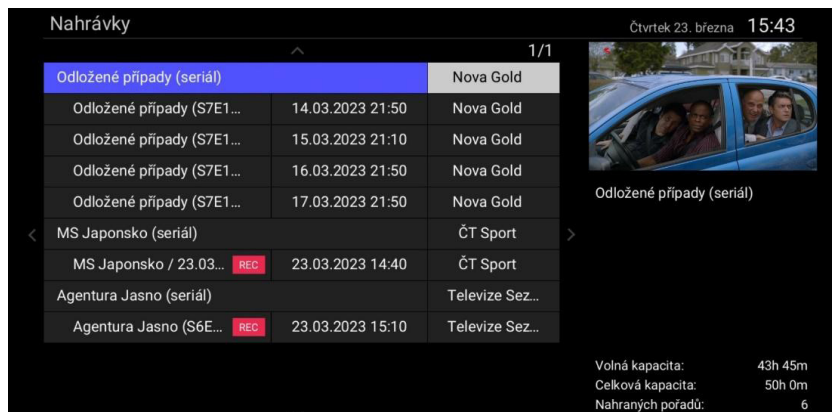 Nahrávky
Čtvrtek 23. března 15:43
1/1
Odložené případy (seriál) Nova Gold
Odložené případy (S7E1... 14.03.2023 21:50 Nova Gold
Odložené případy (S7E1... 15.03.2023 21:10 Nova Gold
Odložené případy (S7E1... 16.03.2023 21:50 Nova Gold
Odložené případy (S7E1... 17.03.2023 21:50 Nova Gold
MS Japonsko (seriál) ČT Sport
MS Japonsko / 23.03... REC 23.03.2023 14:40 ČT Sport
Agentura Jasno (seriál) Televize Sez...
Agentura Jasno (S6E... REC 23.03.2023 15:10 Televize Sez...
Odložené případy (seriál)
Volná kapacita: 43h 45m
Celková kapacita: 50h 0m
Nahraných pořadů: 6